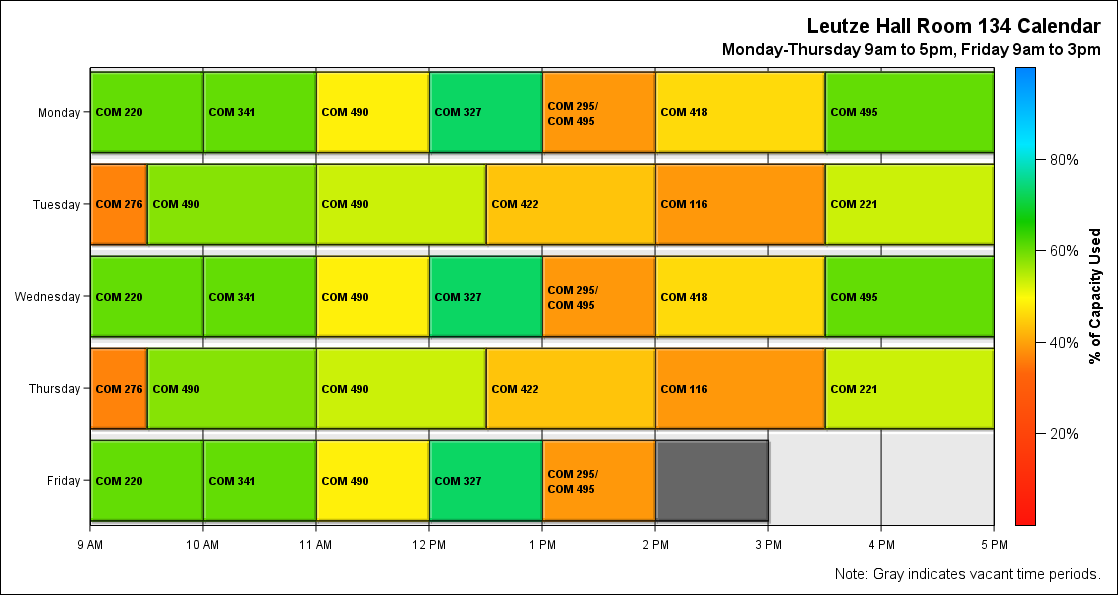 Leutze Hall Room 134 Calendar
Monday-Thursday 9am to 5pm, Friday 9am to 3pm
Monday
COM 220
COM 341
COM 490
COM 327
COM 295/
COM 495
COM 418
COM 495
Tuesday
COM 276
COM 490
COM 490
COM 422
COM 116
COM 221
Wednesday
COM 220
COM 341
COM 490
COM 327
COM 295/
COM 495
COM 418
COM 495
Thursday
COM 276
COM 490
COM 490
COM 422
COM 116
COM 221
Friday
COM 220
COM 341
COM 490
COM 327
COM 295/
COM 495
9 AM
10 AM
11 AM
12 PM
1 PM
2 PM
3 PM
4 PM
5 PM
80%
60%
40%
20%
% of Capacity Used
Note: Gray indicates vacant time periods.